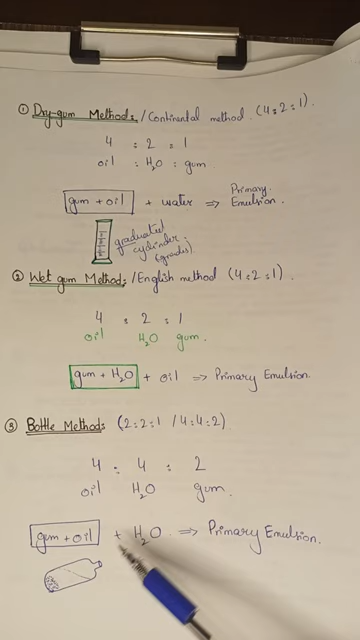 ① Dry-gum Methods / Continental method. (4:2:1).
4 : 2 : 1
oil : H₂O : gum
gum + oil + water ⇒ Primary Emulsion.
graduated
cylinder.
② Wet gum Methods / English method (4:2:1)
4 : 2 : 1
oil H₂O gum.
gum + H₂O + oil ⇒ Primary Emulsion.
③ Bottle Methods (2:2:1 / 4:4:2)
4 : 4 : 2
oil H₂O gum.
gum + oil + H₂O ⇒ Primary Emulsion.